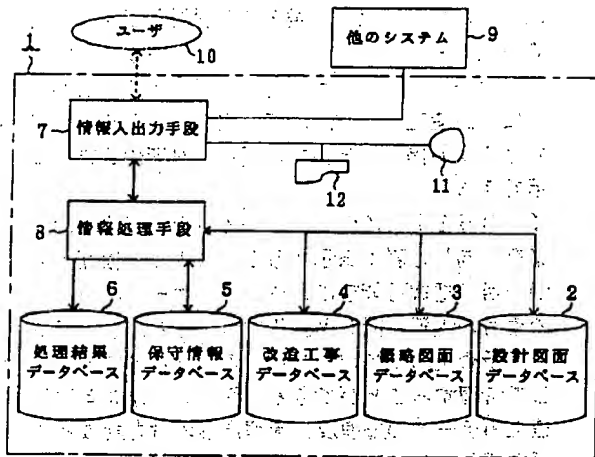 ユーザ
10
他のシステム
9
1
7
情報入出力手段
12
11
8
情報処理手段
6
5
4
3
2
処理結果
データベース
保守情報
データベース
改造工事
データベース
概略図面
データベース
設計図面
データベース